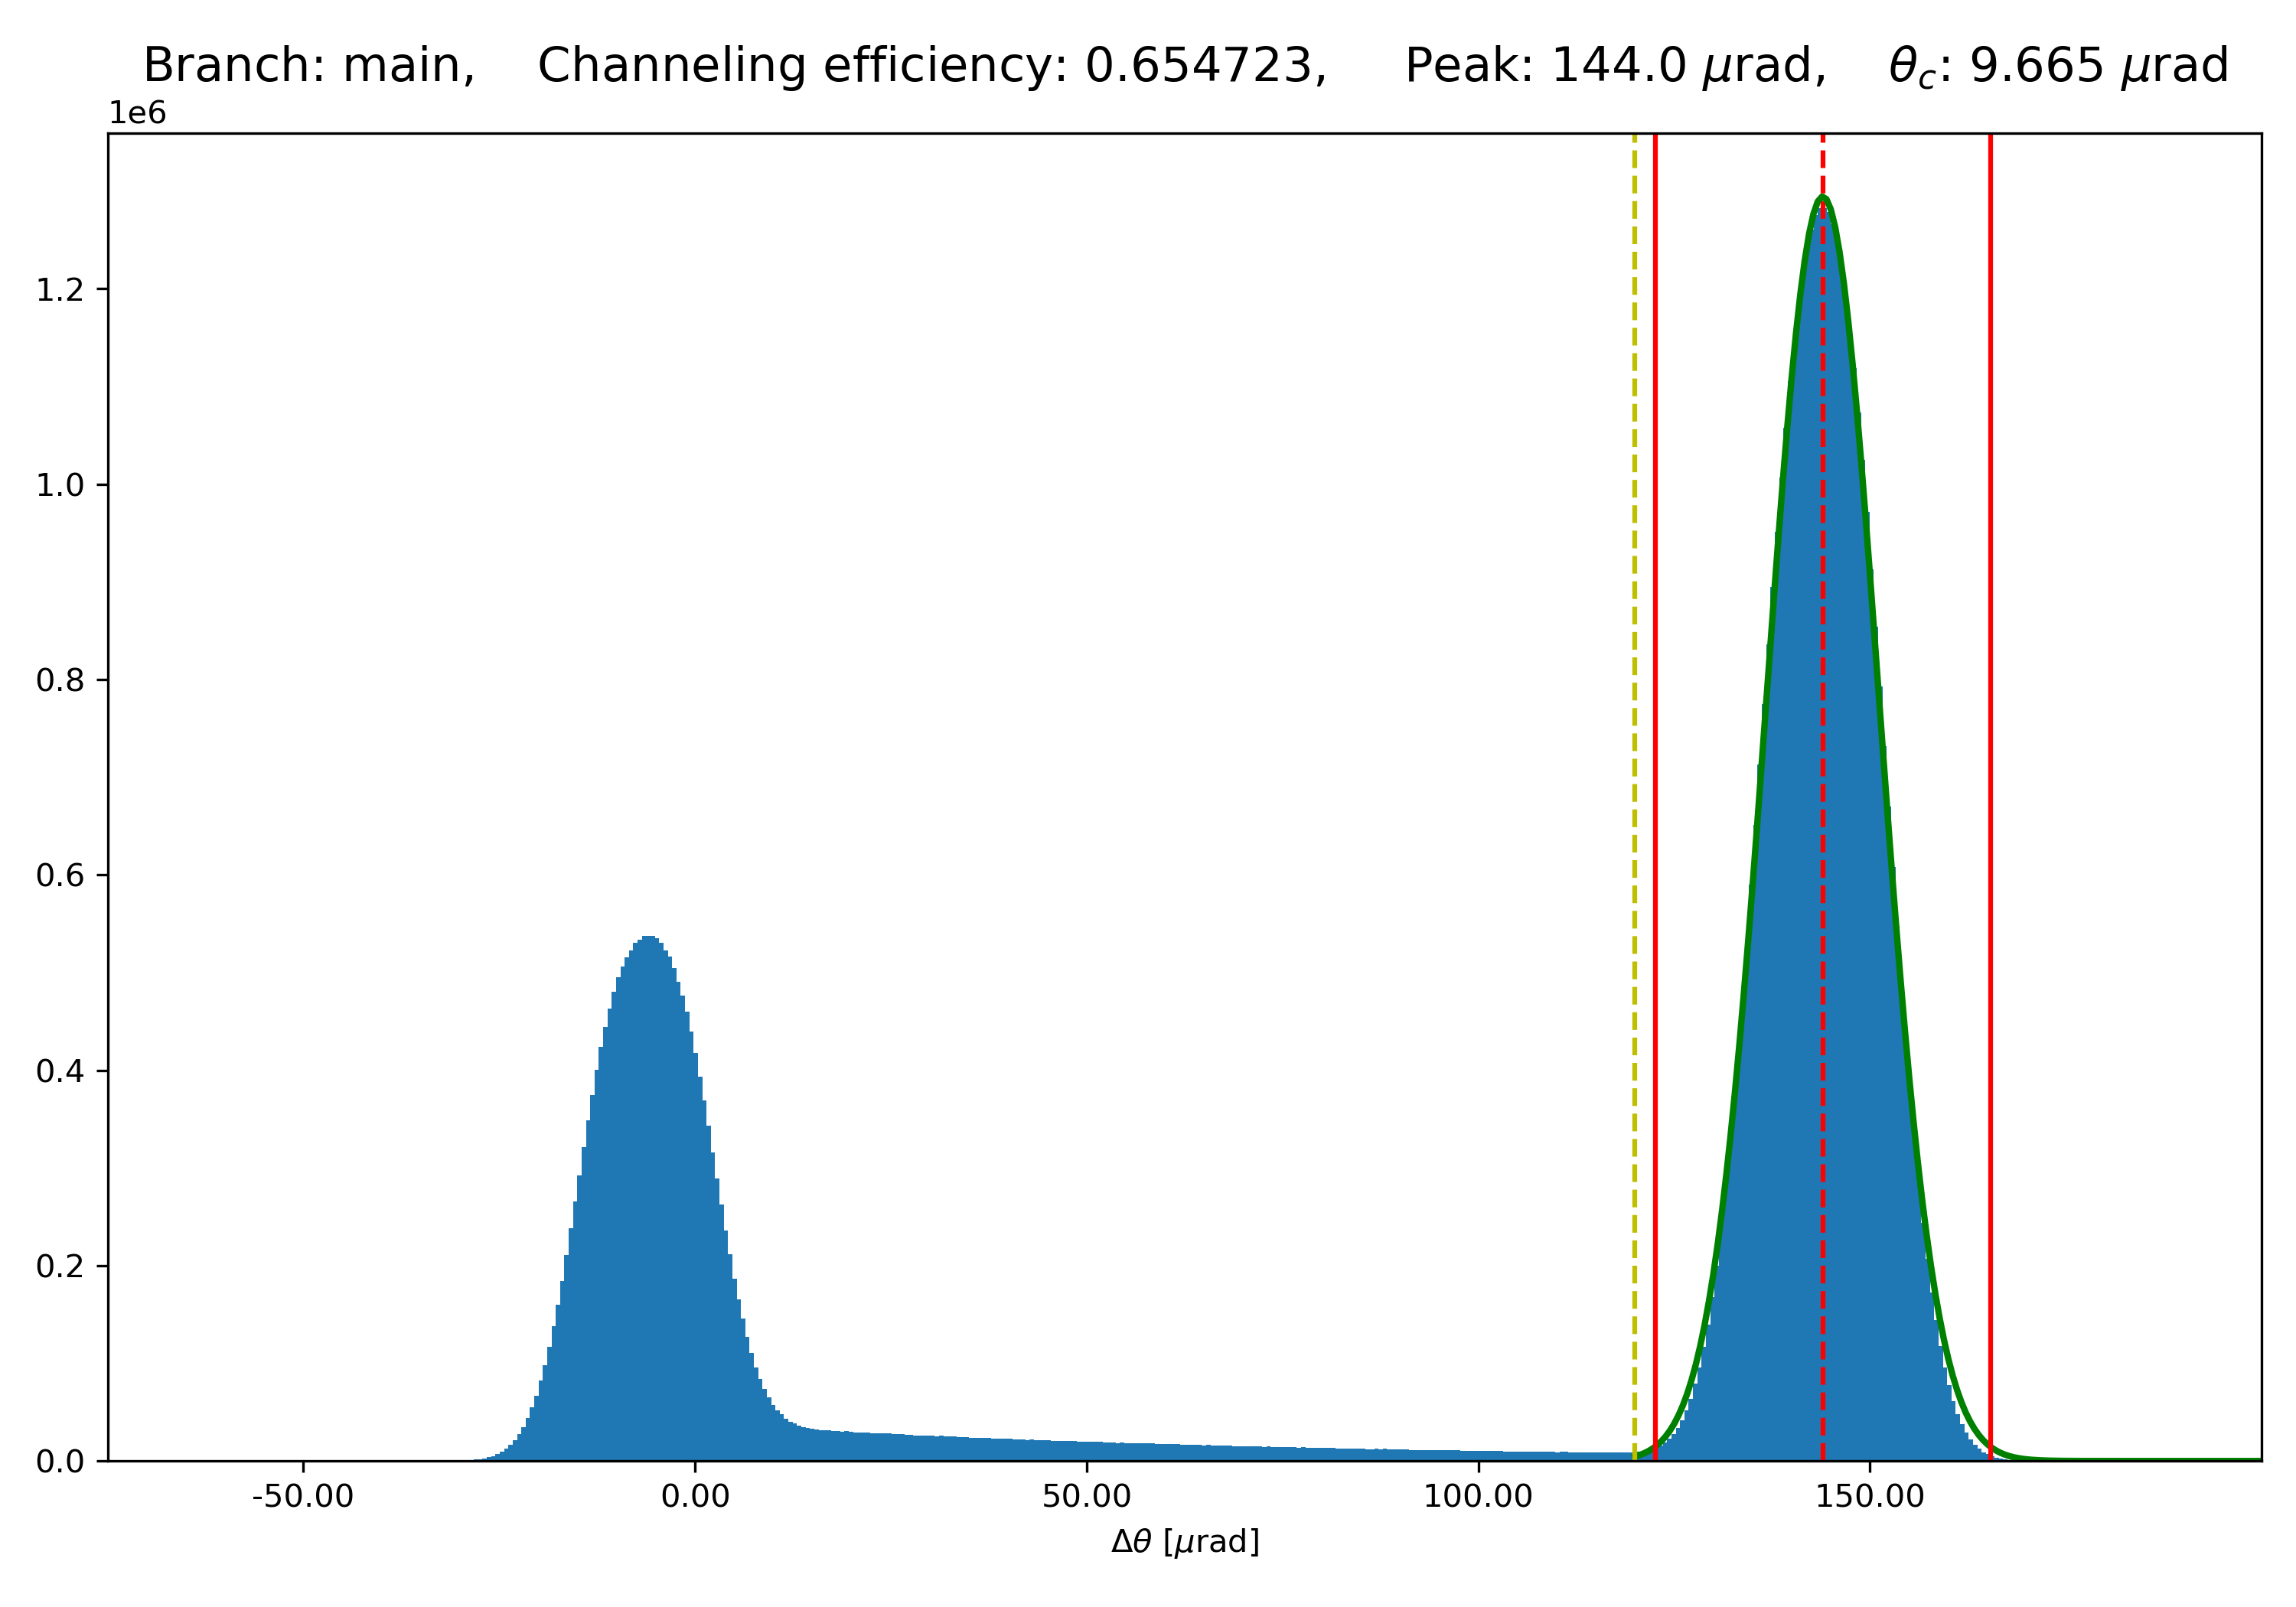 Branch: main, Channeling efficiency: 0.654723, Peak: 144.0 μrad, θc: 9.665 μrad
1e6
1.2
1.0
0.8
0.6
0.4
0.2
0.0
-50.00 0.00 50.00 100.00 150.00
Δθ [μrad]